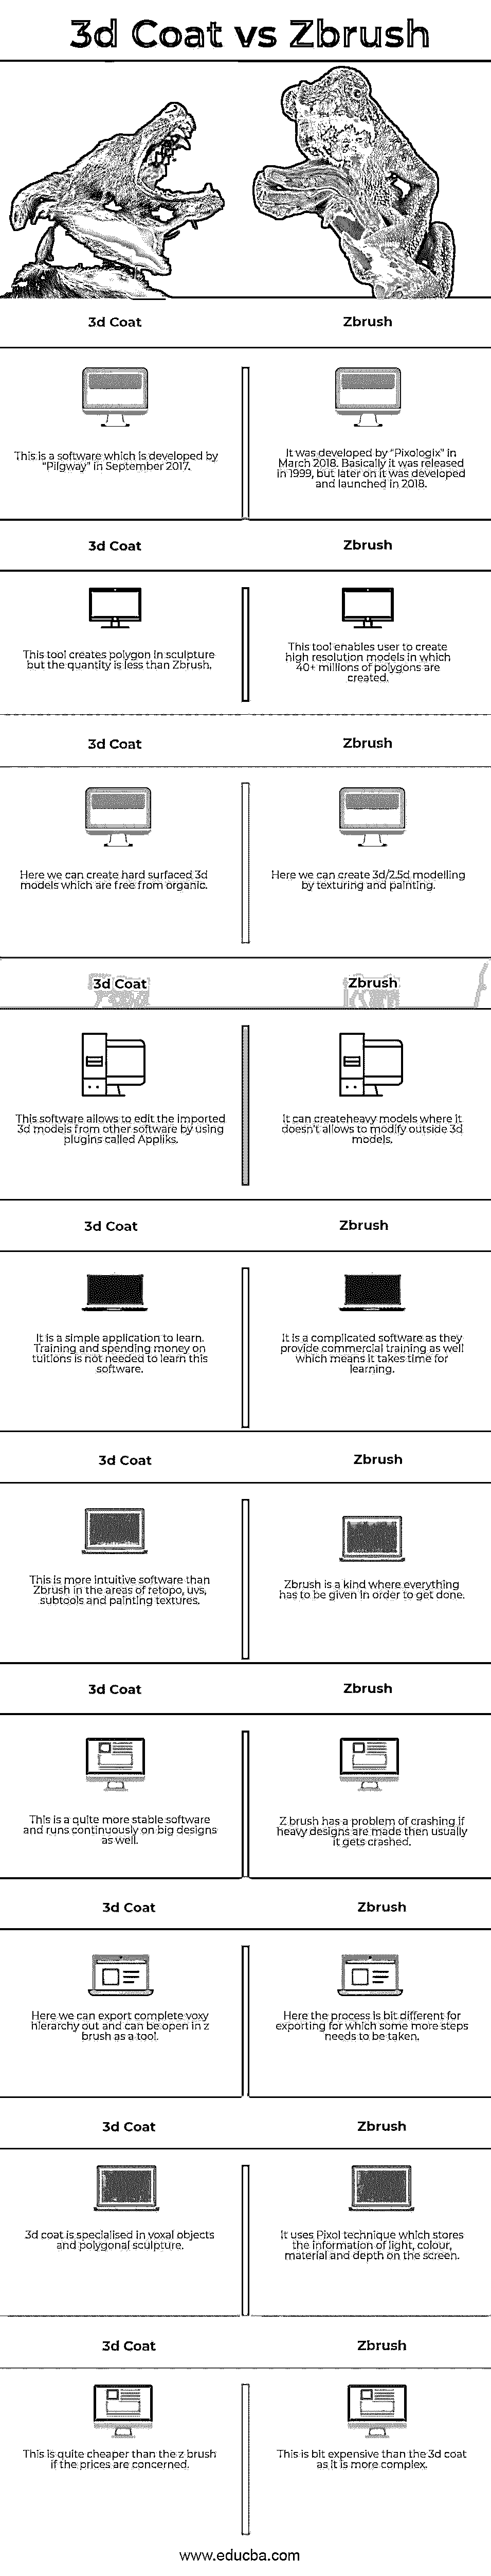 3d Coat vs Zbrush
3d Coat
Zbrush
This is a software which is developed by
"Pilgway" in September 2017.
It was developed by "Pixologix" in
March 2018. Basically it was released
in 1999, but later on it was developed
and launched in 2018.
3d Coat
Zbrush
This tool creates polygon in sculpture
but the quantity is less than Zbrush.
This tool enables user to create
high resolution models in which
40+ millions of polygons are
created.
3d Coat
Zbrush
Here we can create hard surfaced 3d
models which are free from organic.
Here we can create 3d/2.5d modelling
by texturing and painting.
3d Coat
Zbrush
This software allows to edit the imported
3d models from other software by using
plugins called Appliks.
It can createheavy models where it
doesn't allows to modify outside 3d
models.
3d Coat
Zbrush
It is a simple application to learn.
Training and spending money on
tuitions is not needed to learn this
software.
It is a complicated software as they
provide commercial training as well
which means it takes time for
learning.
3d Coat
Zbrush
This is more intuitive software than
Zbrush in the areas of retopo, uvs,
subtools and painting textures.
Zbrush is a kind where everything
has to be given in order to get done.
3d Coat
Zbrush
This is a quite more stable software
and runs continuously on big designs
as well.
Z brush has a problem of crashing if
heavy designs are made then usually
it gets crashed.
3d Coat
Zbrush
Here we can export complete voxy
hierarchy out and can be open in z
brush as a tool.
Here the process is bit different for
exporting for which some more steps
needs to be taken.
3d Coat
Zbrush
3d coat is specialised in voxal objects
and polygonal sculpture.
It uses Pixol technique which stores
the information of light, colour,
material and depth on the screen.
3d Coat
Zbrush
This is quite cheaper than the z brush
if the prices are concerned.
This is bit expensive than the 3d coat
as it is more complex.
www.educba.com